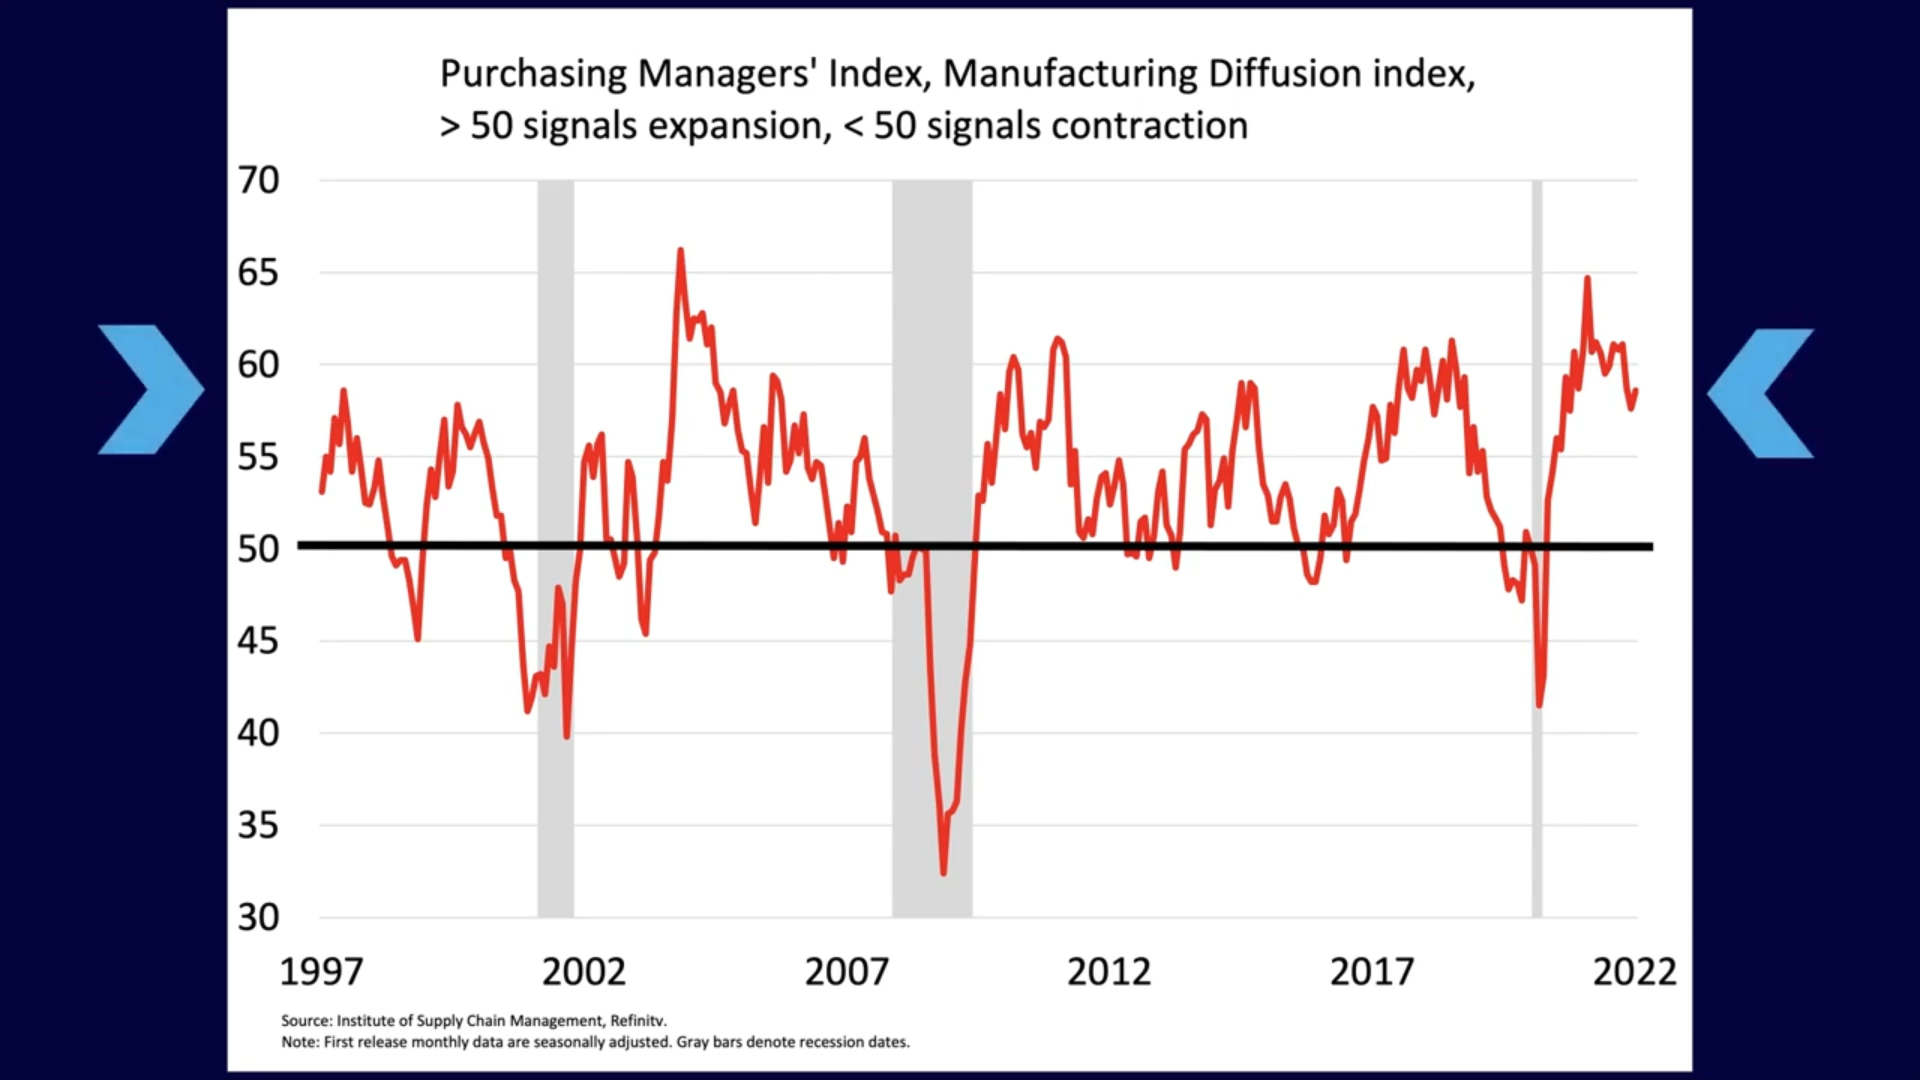 Purchasing Managers' Index, Manufacturing Diffusion index,
> 50 signals expansion, < 50 signals contraction
70
65
60
55
50
45
40
35
30
1997 2002 2007 2012 2017 2022
Source: Institute of Supply Chain Management, Refinitv.
Note: First release monthly data are seasonally adjusted. Gray bars denote recession dates.